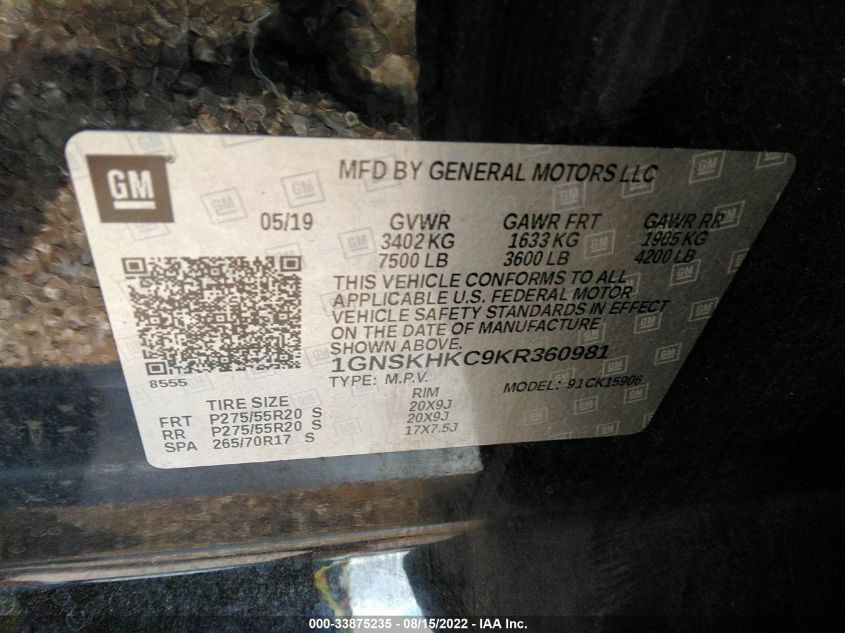 GM
MFD BY GENERAL MOTORS LLC
05/19 GVWR GAWR FRT GAWR RR
3402 KG 1633 KG 1905 KG
7500 LB 3600 LB 4200 LB
THIS VEHICLE CONFORMS TO ALL
APPLICABLE U.S. FEDERAL MOTOR
VEHICLE SAFETY STANDARDS IN EFFECT
ON THE DATE OF MANUFACTURE
SHOWN ABOVE.
1GNSKHKC9KR360981
8555
TYPE: M.P.V. MODEL: 91CK15906
TIRE SIZE RIM
FRT P275/55R20 S 20X9J
RR P275/55R20 S 20X9J
SPA 265/70R17 S 17X7.5J
000-33875235 - 08/15/2022 - IAA Inc.